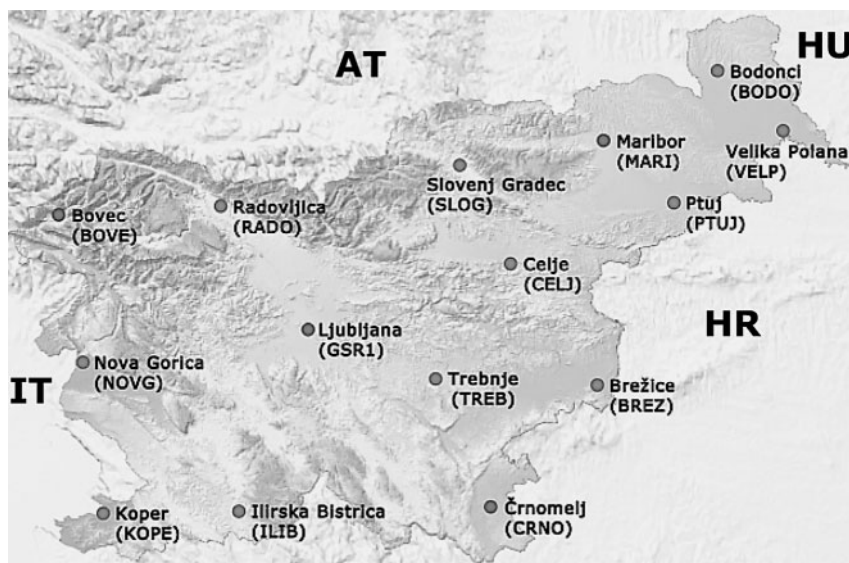 AT
HU
Bodonci
(BODO)
Maribor
(MARI)
Velika Polana
(VELP)
Slovenj Gradec
(SLOG)
Ptuj
(PTUJ)
Bovec
(BOVE)
Radovljica
(RADO)
Celje
(CELJ)
Ljubljana
(GSR1)
HR
Nova Gorica
(NOVG)
IT
Trebnje
(TREB)
Brežice
(BREZ)
Koper
(KOPE)
Ilirska Bistrica
(ILIB)
Črnomelj
(CRNO)